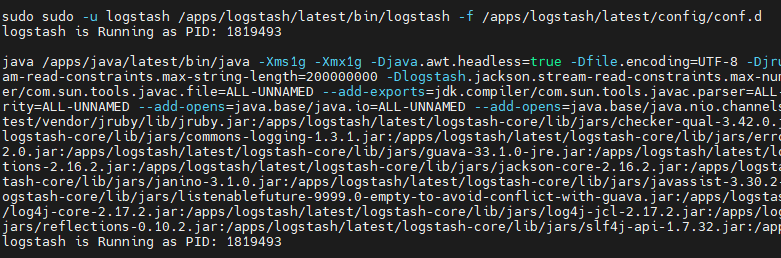 sudo sudo -u logstash /apps/logstash/latest/bin/logstash -f /apps/logstash/latest/config/conf.d
logstash is Running as PID: 1819493
java /apps/java/latest/bin/java -Xms1g -Xmx1g -Djava.awt.headless=true -Dfile.encoding=UTF-8 -Djru
am-read-constraints.max-string-length=200000000 -Dlogstash.jackson.stream-read-constraints.max-num
er/com.sun.tools.javac.file=ALL-UNNAMED --add-exports=jdk.compiler/com.sun.tools.javac.parser=ALL-
rity=ALL-UNNAMED --add-opens=java.base/java.io=ALL-UNNAMED --add-opens=java.base/java.nio.channels
test/vendor/jruby/lib/jruby.jar:/apps/logstash/latest/logstash-core/lib/jars/checker-qual-3.42.0.j
logstash-core/lib/jars/commons-logging-1.3.1.jar:/apps/logstash/latest/logstash-core/lib/jars/erro
2.0.jar:/apps/logstash/latest/logstash-core/lib/jars/guava-33.1.0-jre.jar:/apps/logstash/latest/lo
tions-2.16.2.jar:/apps/logstash/latest/logstash-core/lib/jars/jackson-core-2.16.2.jar:/apps/logsta
tash-core/lib/jars/janino-3.1.0.jar:/apps/logstash/latest/logstash-core/lib/jars/javassist-3.30.2-
ogstash-core/lib/jars/listenablefuture-9999.0-empty-to-avoid-conflict-with-guava.jar:/apps/logstas
/log4j-core-2.17.2.jar:/apps/logstash/latest/logstash-core/lib/jars/log4j-jcl-2.17.2.jar:/apps/log
jars/reflections-0.10.2.jar:/apps/logstash/latest/logstash-core/lib/jars/slf4j-api-1.7.32.jar:/app
logstash is Running as PID: 1819493